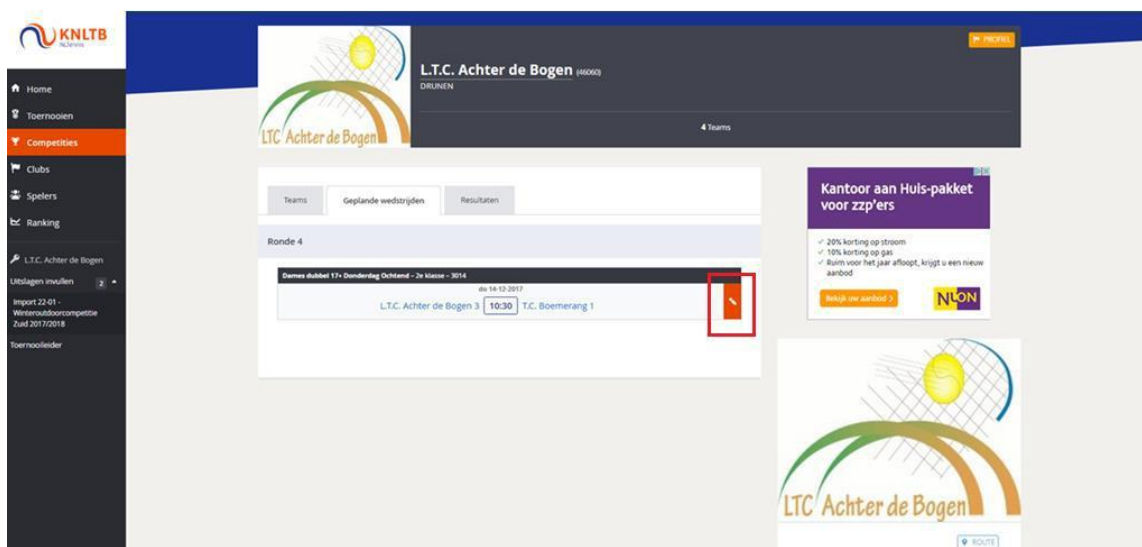 KNLTB
Home
Toernooien
Competities
Clubs
Spelers
Ranking
L.T.C. Achter de Bogen
Uitslagen invullen 2
Import 22-01 -
Winteroutdoorcompetitie
Zuid 2017/2018
Toernooileider
LTC Achter de Bogen
PROFIEL
L.T.C. Achter de Bogen (46060)
DRUNEN
4 Teams
Teams Geplande wedstrijden Resultaten
Ronde 4
Dames dubbel 17+ Donderdag Ochtend - 2e klasse - 3014
do 14-12-2017
L.T.C. Achter de Bogen 3 10:30 T.C. Boemerang 1
Kantoor aan Huis-pakket
voor zzp'ers
20% korting op stroom
10% korting op gas
Ruim voor het jaar afloopt, krijgt u een nieuw
aanbod
Bekijk uw aanbod >
NUON
LTC Achter de Bogen
ROUTE